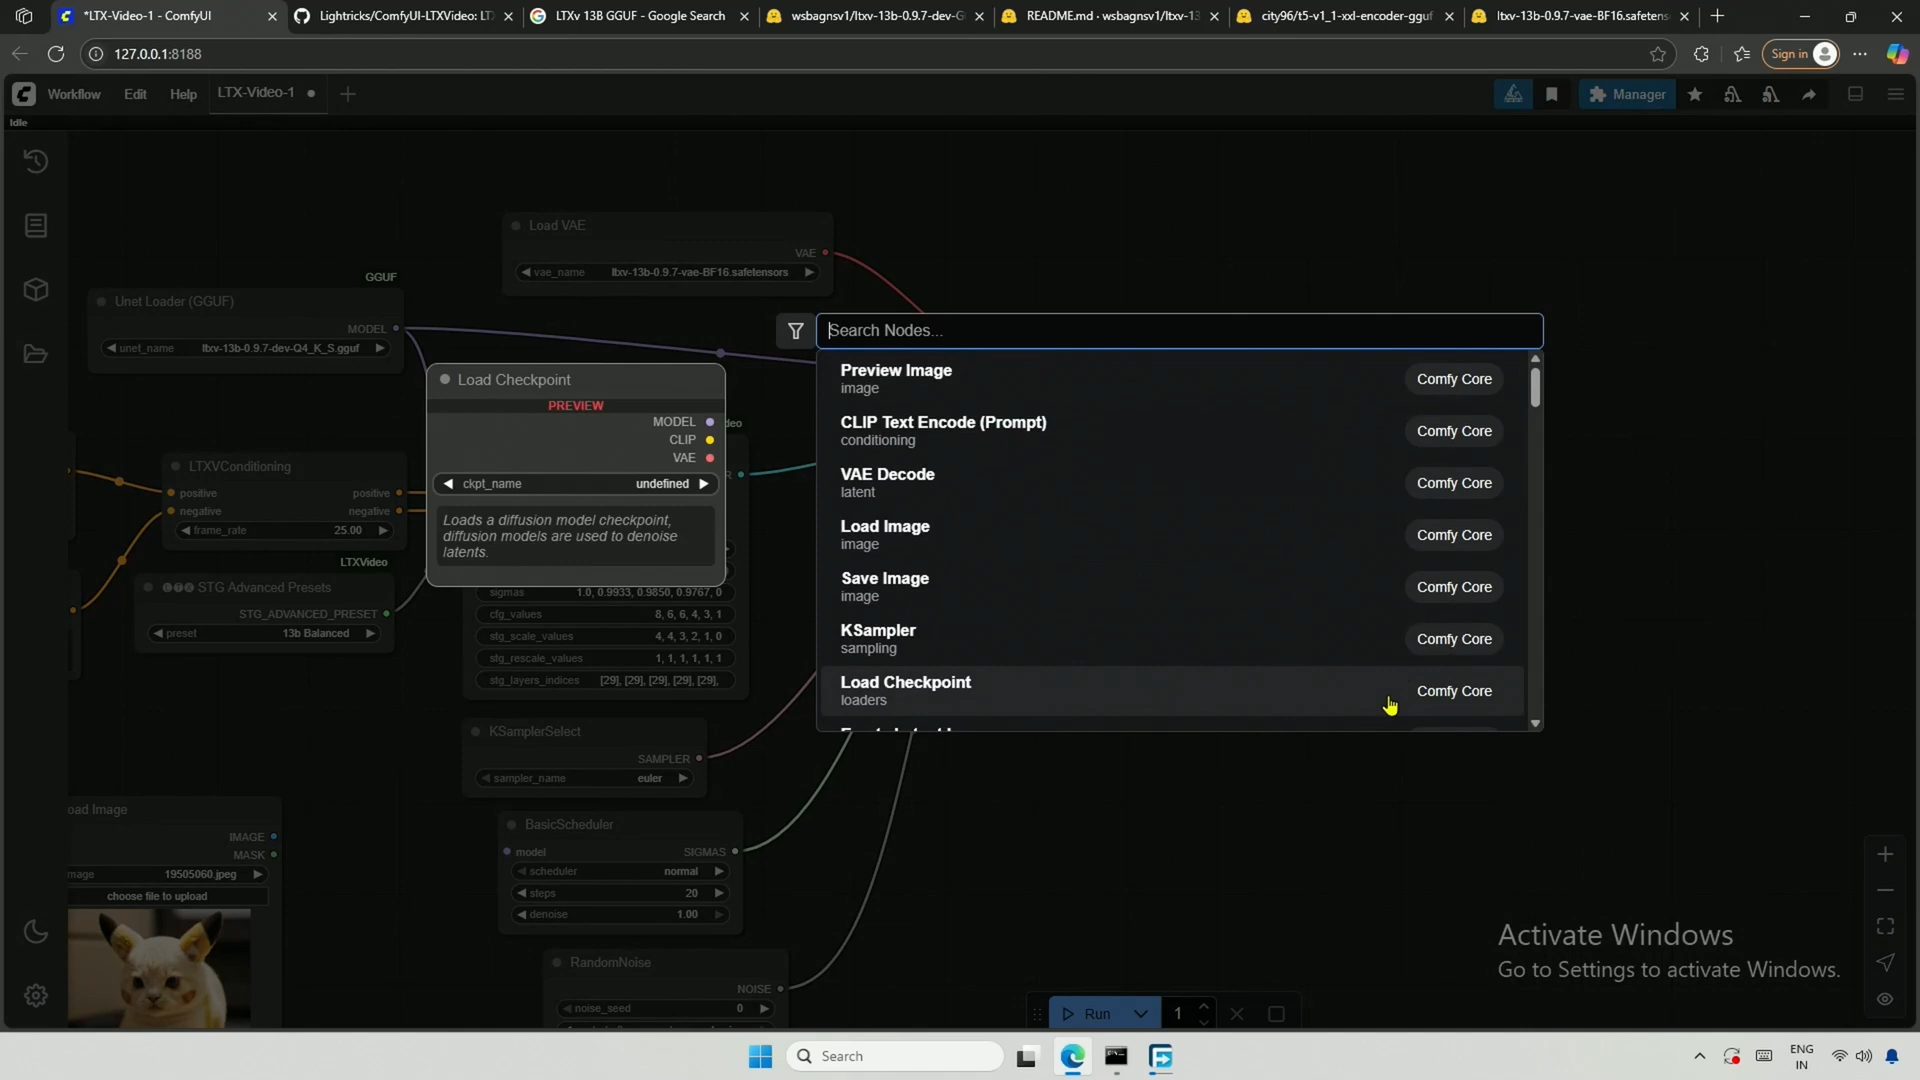 *LTX-Video-1 - ComfyUI
Lightricks/ComfyUI-LTXVideo: LT
LTXv 13B GGUF - Google Search
wsbagnsv1/ltxv-13b-0.9.7-dev-G
README.md · wsbagnsv1/ltxv-13
city96/t5-v1_1-xxl-encoder-gguf
ltxv-13b-0.9.7-vae-BF16.safetens
127.0.0.1:8188
Sign in
Workflow
Edit
Help
LTX-Video-1
Manager
Idle
Load VAE
VAE
vae_name
ltxv-13b-0.9.7-vae-BF16.safetensors
GGUF
Unet Loader (GGUF)
MODEL
unet_name
ltxv-13b-0.9.7-dev-Q4_K_S.gguf
Search Nodes...
Preview Image
image
Comfy Core
CLIP Text Encode (Prompt)
conditioning
Comfy Core
VAE Decode
latent
Comfy Core
Load Image
image
Comfy Core
Save Image
image
Comfy Core
KSampler
sampling
Comfy Core
Load Checkpoint
loaders
Comfy Core
Load Checkpoint
PREVIEW
MODEL
CLIP
VAE
ckpt_name
undefined
Loads a diffusion model checkpoint,
diffusion models are used to denoise
latents.
deo
R
LTXVConditioning
positive
positive
negative
negative
frame_rate
25.00
LTXVideo
LTX STG Advanced Presets
STG_ADVANCED_PRESET
preset
13b Balanced
sigmas
1.0, 0.9933, 0.9850, 0.9767, 0
cfg_values
8, 6, 6, 4, 3, 1
stg_scale_values
4, 4, 3, 2, 1, 0
stg_rescale_values
1, 1, 1, 1, 1, 1
stg_layers_indices
[29], [29], [29], [29], [29],
KSamplerSelect
SAMPLER
sampler_name
euler
BasicScheduler
model
SIGMAS
scheduler
normal
steps
20
denoise
1.00
RandomNoise
NOISE
noise_seed
0
oad Image
IMAGE
MASK
mage
19505060.jpeg
choose file to upload
Activate Windows
Go to Settings to activate Windows.
Run
1
Search
ENG
IN